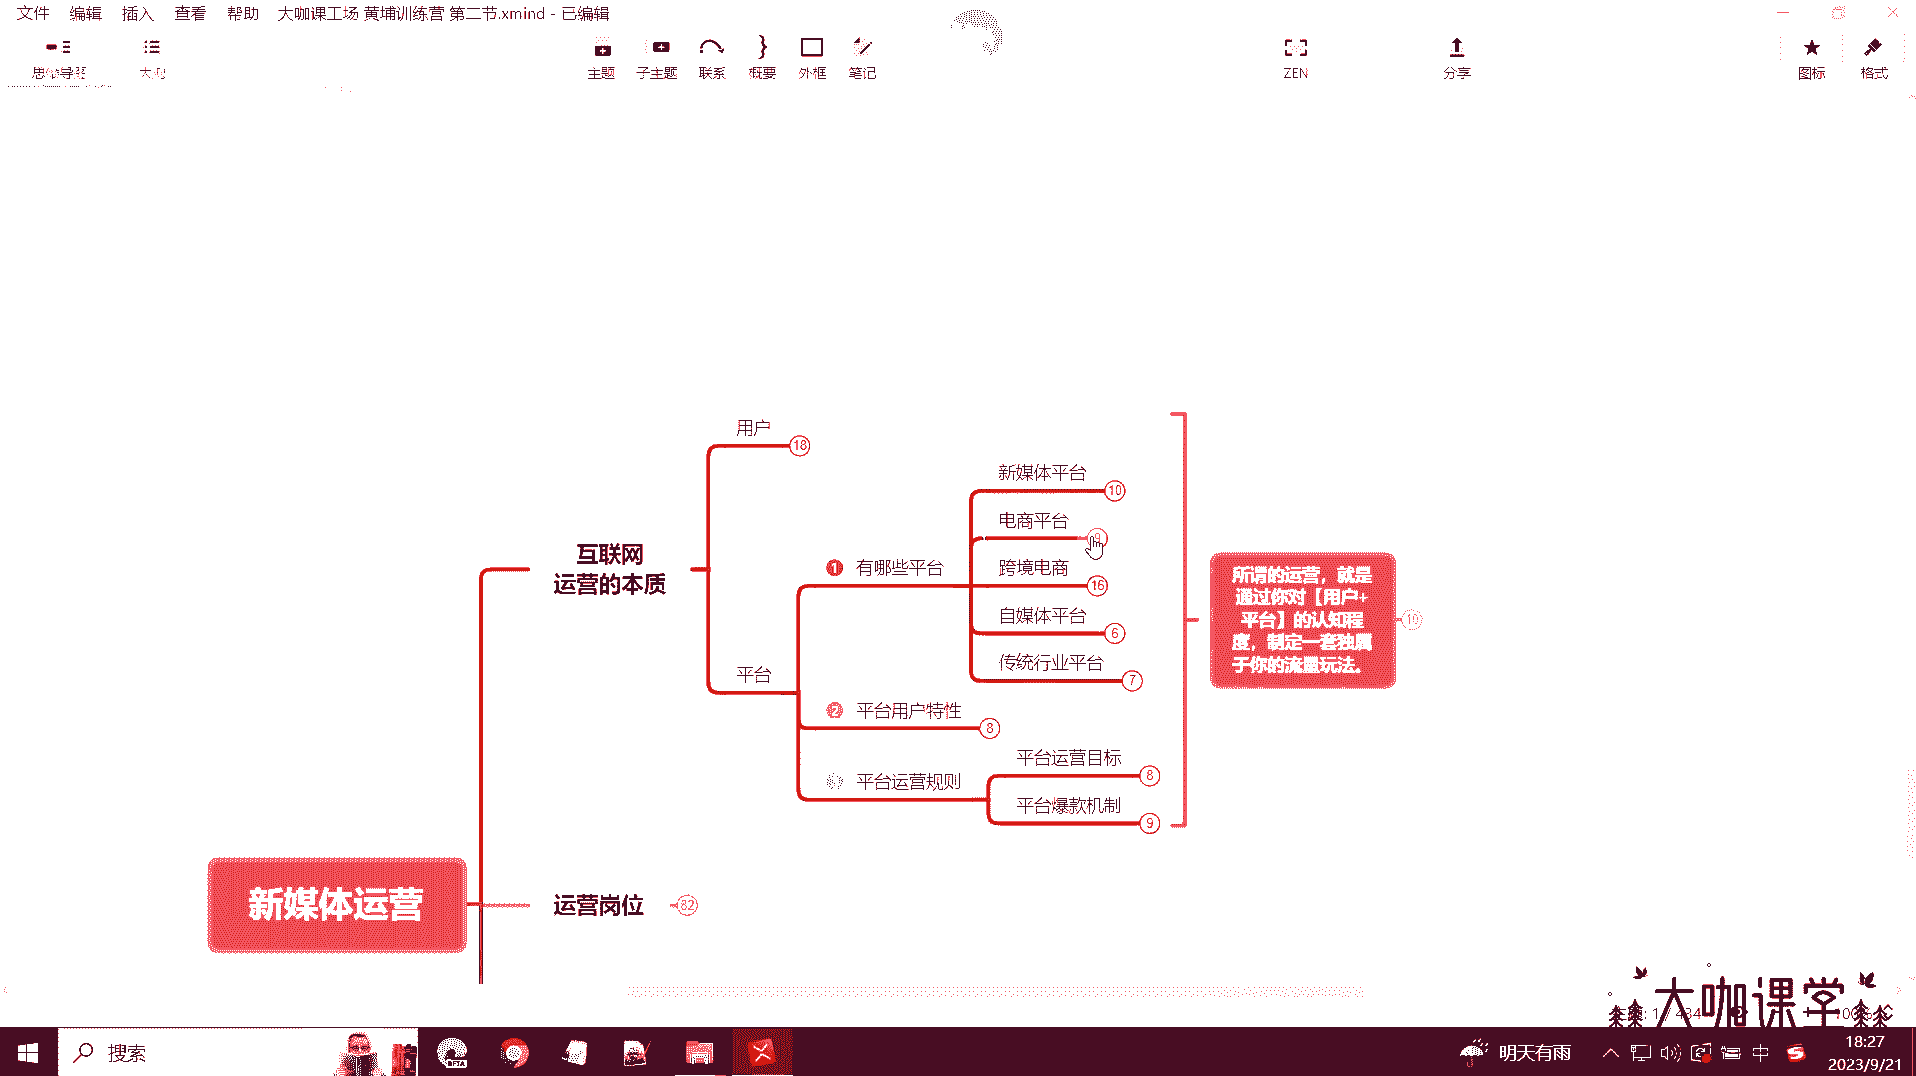 文件 编辑 插入 查看 帮助 大咖课工场 黄埔训练营 第二节.xmind - 已编辑
思维导图 大纲 主题 子主题 联系 概要 外框 笔记 ZEN 分享 图标 格式
用户 18
新媒体平台 10
电商平台 9
1 有哪些平台
跨境电商 16
自媒体平台 6
传统行业平台 7
互联网
运营的本质
平台
2 平台用户特性 8
平台运营规则
平台运营目标 8
平台爆款机制 9
所谓的运营，就是
通过你对【用户+
平台】的认知程
度，制定一套独属
于你的流量玩法。
10
新媒体运营
运营岗位 82
大咖课堂
搜索
明天有雨
中
18:27
2023/9/21